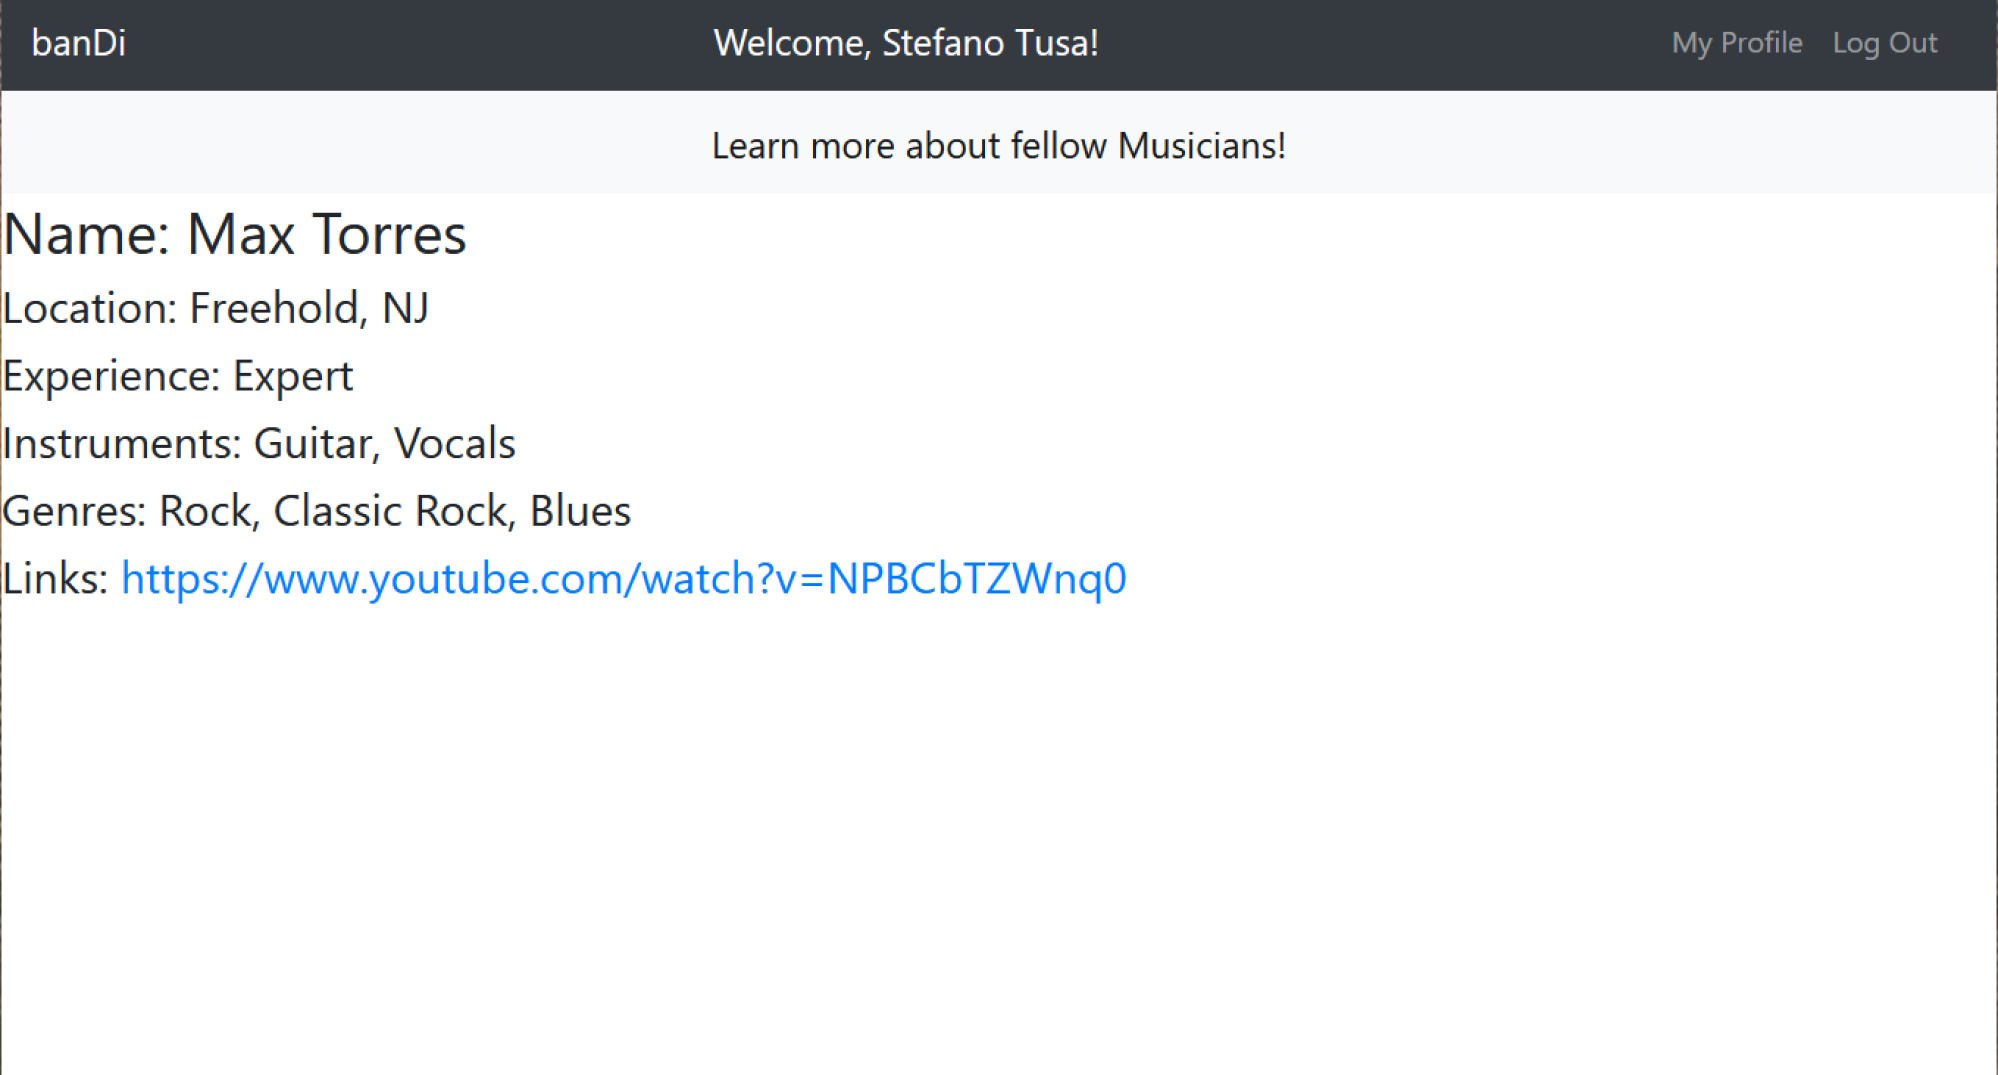 banDi Welcome, Stefano Tusa! My Profile Log Out
Learn more about fellow Musicians!
Name: Max Torres
Location: Freehold, NJ
Experience: Expert
Instruments: Guitar, Vocals
Genres: Rock, Classic Rock, Blues
Links: https://www.youtube.com/watch?v=NPBCbTZWnq0